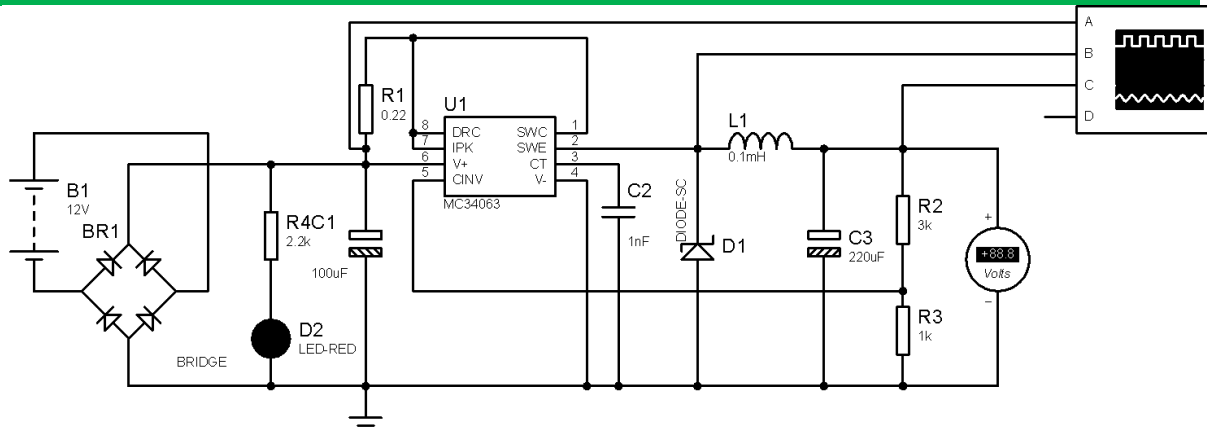 A
B
C
D
R1
0.22
U1
8
7
6
5
DRC
IPK
V+
CINV
SWC
SWE
CT
V-
1
2
3
4
MC34063
L1
0.1mH
B1
12V
BR1
BRIDGE
R4
2.2k
C1
100uF
D2
LED-RED
C2
1nF
DIODE-SC
D1
C3
220uF
R2
3k
R3
1k
+
+88.8
Volts
−